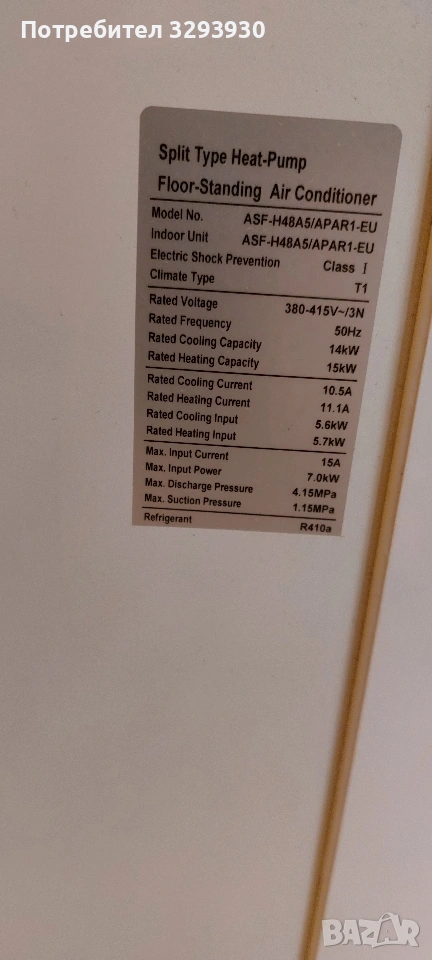 Потребител 3293930
Split Type Heat-Pump
Floor-Standing Air Conditioner
Model No. ASF-H48A5/APAR1-EU
Indoor Unit ASF-H48A5/APAR1-EU
Electric Shock Prevention Class I
Climate Type T1
Rated Voltage 380-415V~/3N
Rated Frequency 50Hz
Rated Cooling Capacity 14kW
Rated Heating Capacity 15kW
Rated Cooling Current 10.5A
Rated Heating Current 11.1A
Rated Cooling Input 5.6kW
Rated Heating Input 5.7kW
Max. Input Current 15A
Max. Input Power 7.0kW
Max. Discharge Pressure 4.15MPa
Max. Suction Pressure 1.15MPa
Refrigerant R410a
BAZAR